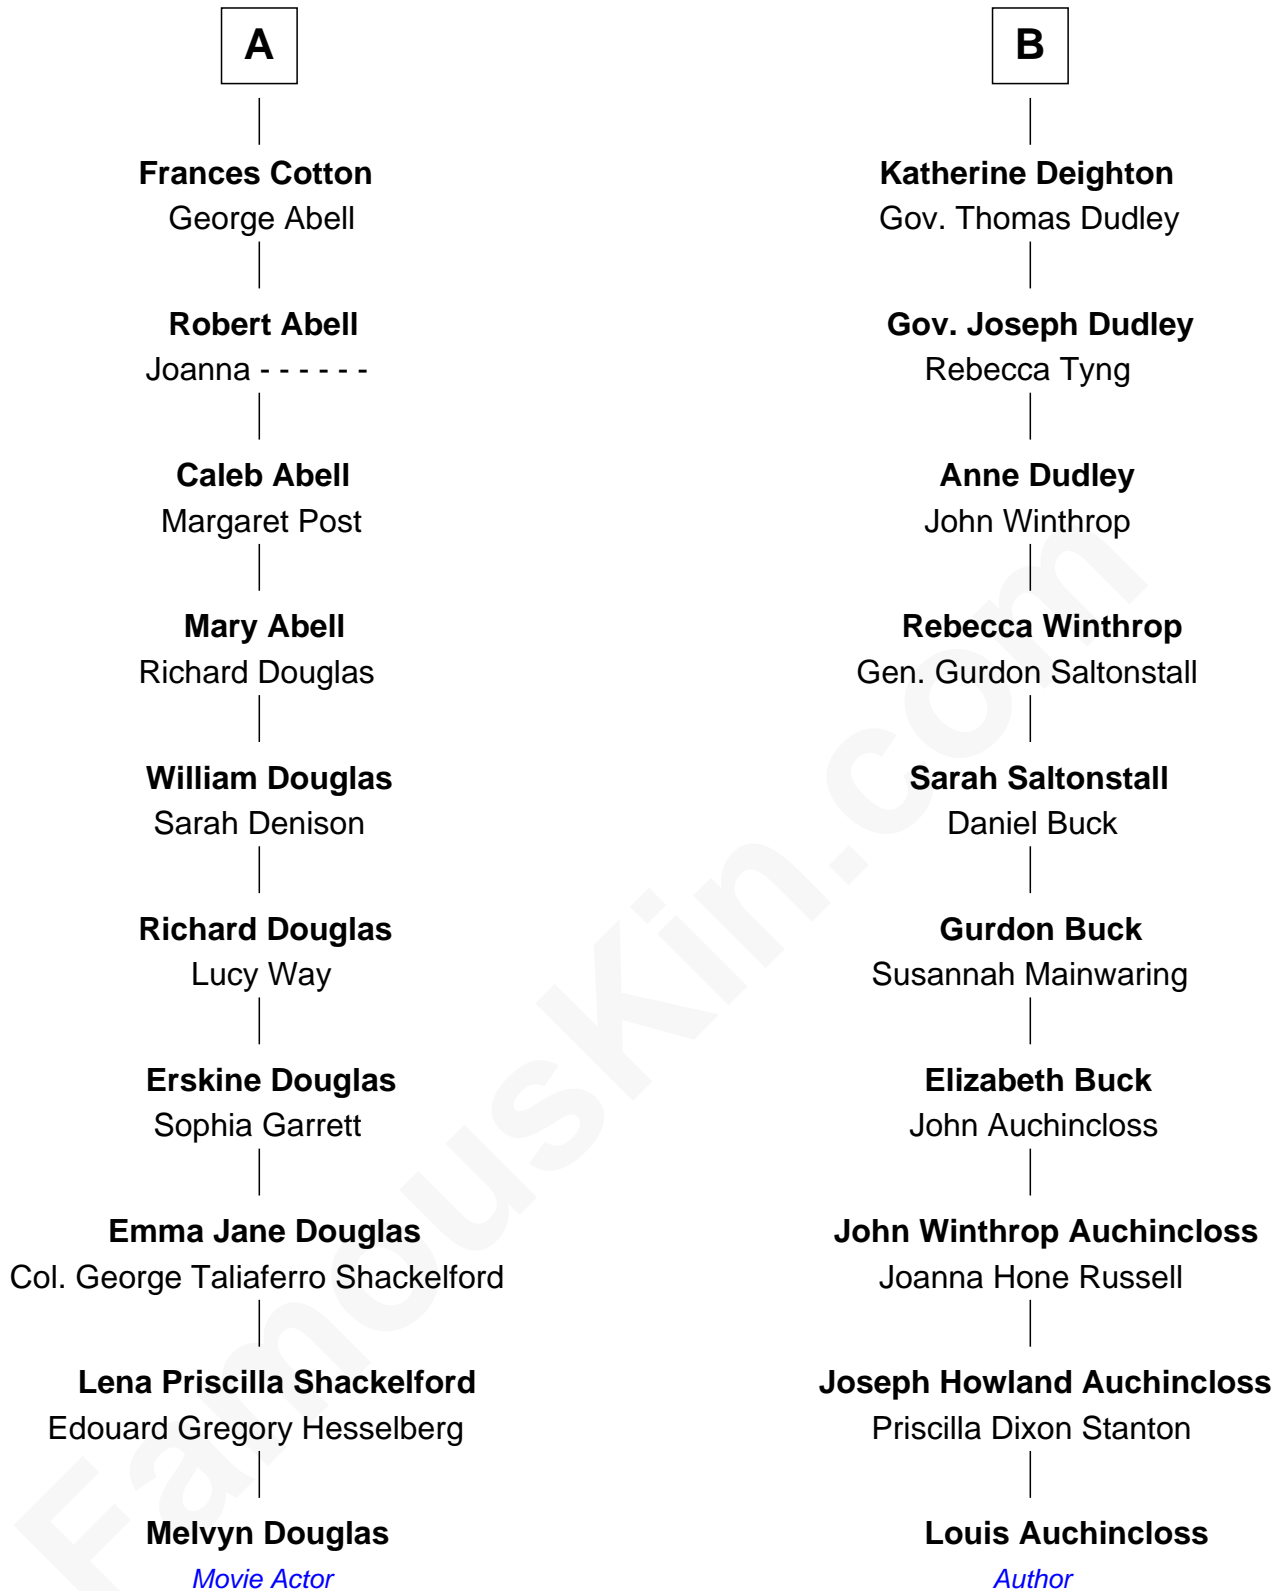 A
Frances Cotton
George Abell
Robert Abell
Joanna - - - - - -
Caleb Abell
Margaret Post
Mary Abell
Richard Douglas
William Douglas
Sarah Denison
Richard Douglas
Lucy Way
Erskine Douglas
Sophia Garrett
Emma Jane Douglas
Col. George Taliaferro Shackelford
Lena Priscilla Shackelford
Edouard Gregory Hesselberg
Melvyn Douglas
Movie Actor
B
Katherine Deighton
Gov. Thomas Dudley
Gov. Joseph Dudley
Rebecca Tyng
Anne Dudley
John Winthrop
Rebecca Winthrop
Gen. Gurdon Saltonstall
Sarah Saltonstall
Daniel Buck
Gurdon Buck
Susannah Mainwaring
Elizabeth Buck
John Auchincloss
John Winthrop Auchincloss
Joanna Hone Russell
Joseph Howland Auchincloss
Priscilla Dixon Stanton
Louis Auchincloss
Author
FamousKin.com